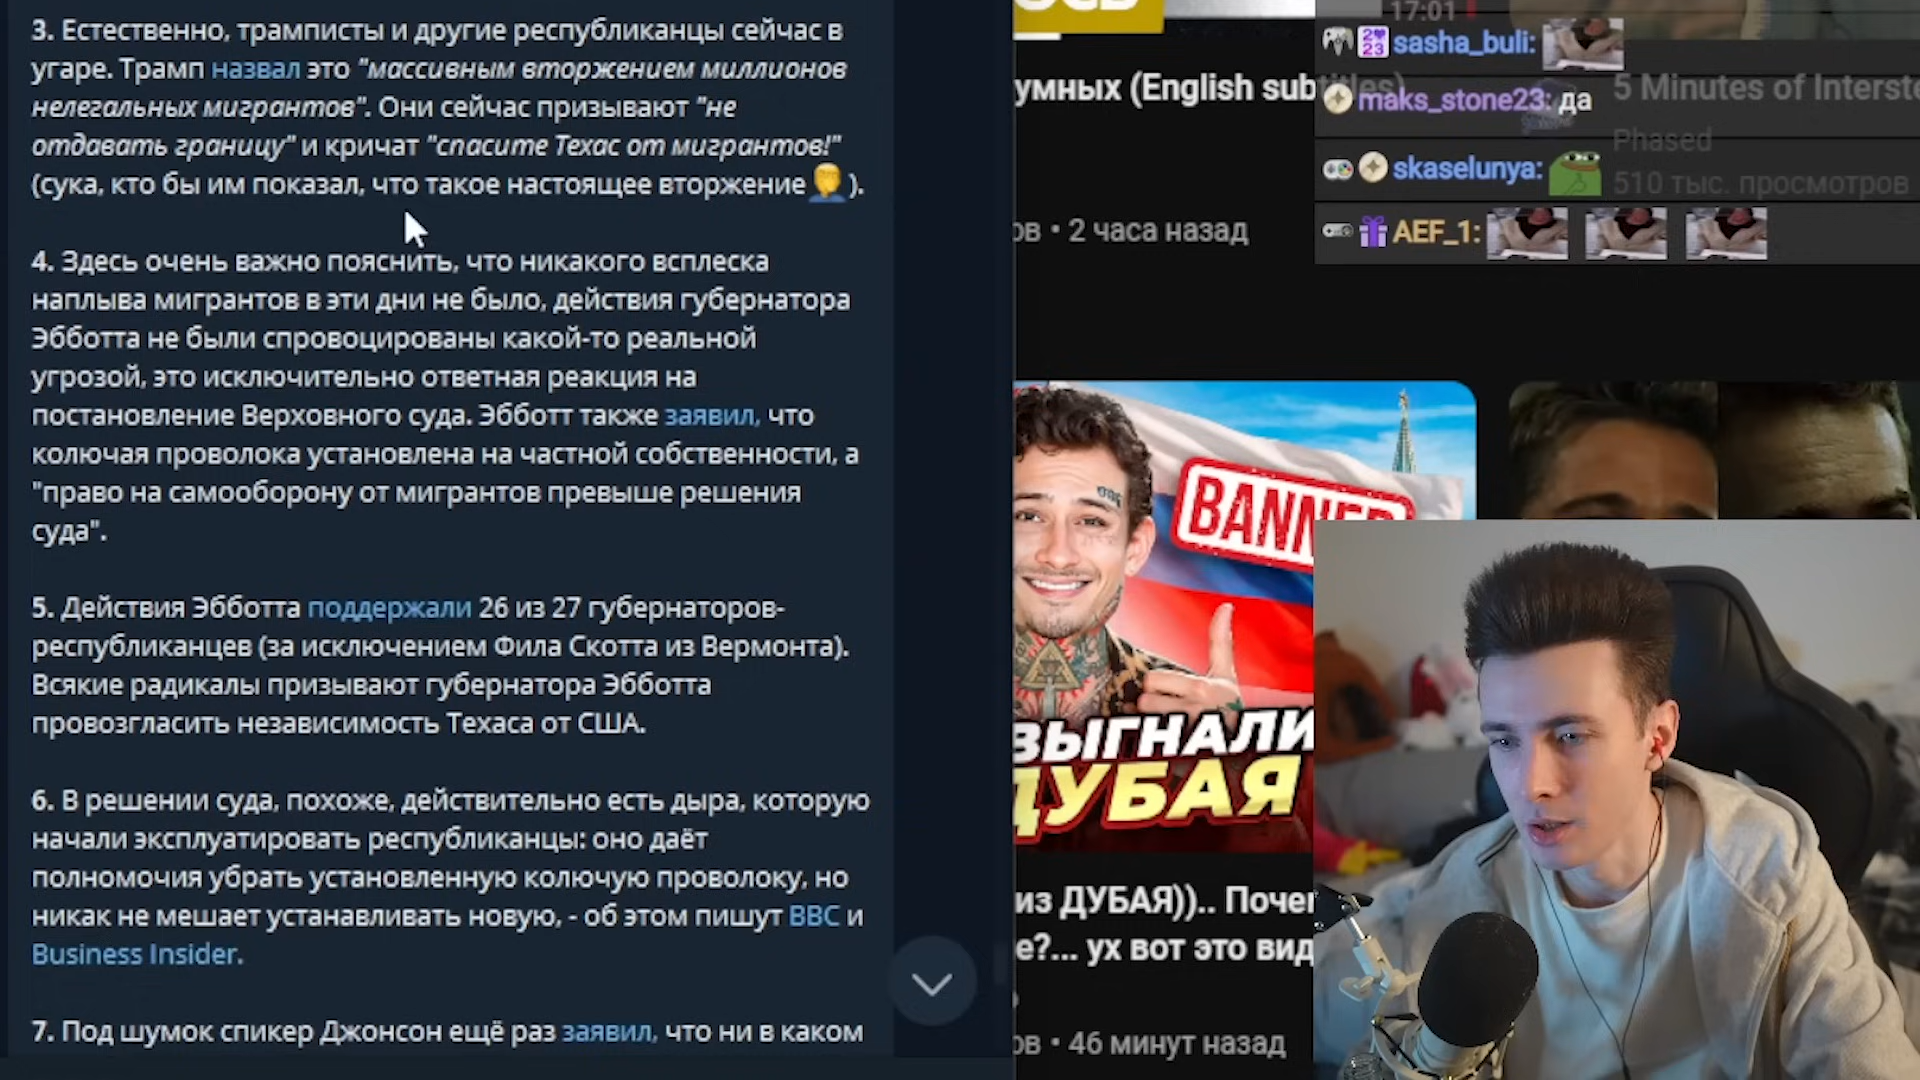 3. Естественно, трамписты и другие республиканцы сейчас в
угаре. Трамп назвал это "массивным вторжением миллионов
нелегальных мигрантов". Они сейчас призывают "не
отдавать границу" и кричат "спасите Техас от мигрантов!"
(сука, кто бы им показал, что такое настоящее вторжение🤦‍♂️).
4. Здесь очень важно пояснить, что никакого всплеска
наплыва мигрантов в эти дни не было, действия губернатора
Эбботта не были спровоцированы какой-то реальной
угрозой, это исключительно ответная реакция на
постановление Верховного суда. Эбботт также заявил, что
колючая проволока установлена на частной собственности, а
"право на самооборону от мигрантов превыше решения
суда".
5. Действия Эбботта поддержали 26 из 27 губернаторов-
республиканцев (за исключением Фила Скотта из Вермонта).
Всякие радикалы призывают губернатора Эбботта
провозгласить независимость Техаса от США.
6. В решении суда, похоже, действительно есть дыра, которую
начали эксплуатировать республиканцы: оно даёт
полномочия убрать установленную колючую проволоку, но
никак не мешает устанавливать новую, - об этом пишут BBC и
Business Insider.
7. Под шумок спикер Джонсон ещё раз заявил, что ни в каком
умных (English subtitles)
ов • 2 часа назад
BANNED
ВЫГНАЛИ
ДУБАЯ
из ДУБАЯ)).. Почему
е?... ух вот это вид
ов • 46 минут назад
17:01
sasha_buli:
maks_stone23: да
skaselunya:
AEF_1:
5 Minutes of Interste
Phased
510 тыс. просмотров